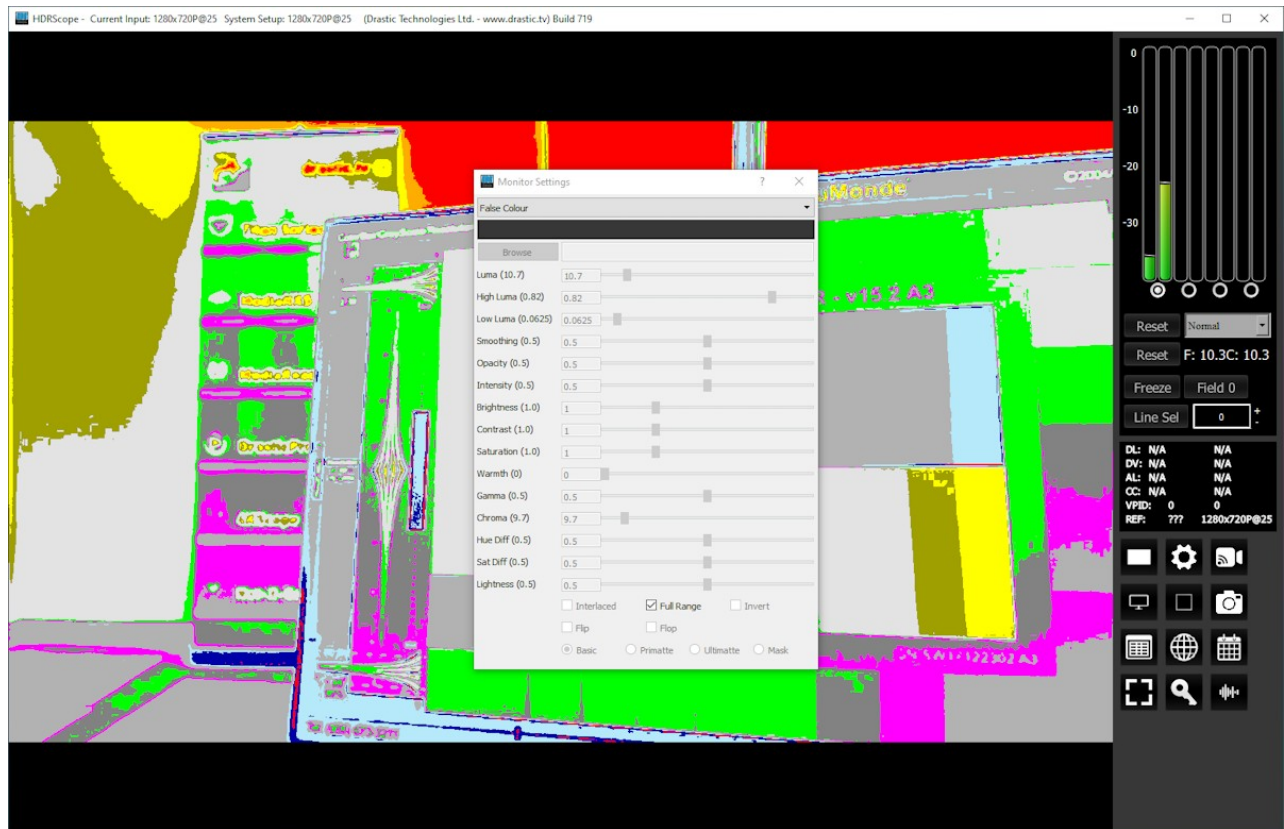 HDRScope - Current Input: 1280x720P@25 System Setup: 1280x720P@25 (Drastic Technologies Ltd. - www.drastic.tv) Build 719
Monitor Settings
False Colour
Browse
Luma (10.7) 10.7
High Luma (0.82) 0.82
Low Luma (0.0625) 0.0625
Smoothing (0.5) 0.5
Opacity (0.5) 0.5
Intensity (0.5) 0.5
Brightness (1.0) 1
Contrast (1.0) 1
Saturation (1.0) 1
Warmth (0) 0
Gamma (0.5) 0.5
Chroma (9.7) 9.7
Hue Diff (0.5) 0.5
Sat Diff (0.5) 0.5
Lightness (0.5) 0.5
Interlaced Full Range Invert
Flip Flop
Basic Primatte Ultimatte Mask
0
-10
-20
-30
Reset Normal
Reset F: 10.3C: 10.3
Freeze Field 0
Line Sel 0 + -
DL: N/A N/A
DV: N/A N/A
AL: N/A N/A
CC: N/A N/A
VPID: 0 0
REF: ??? 1280x720P@25